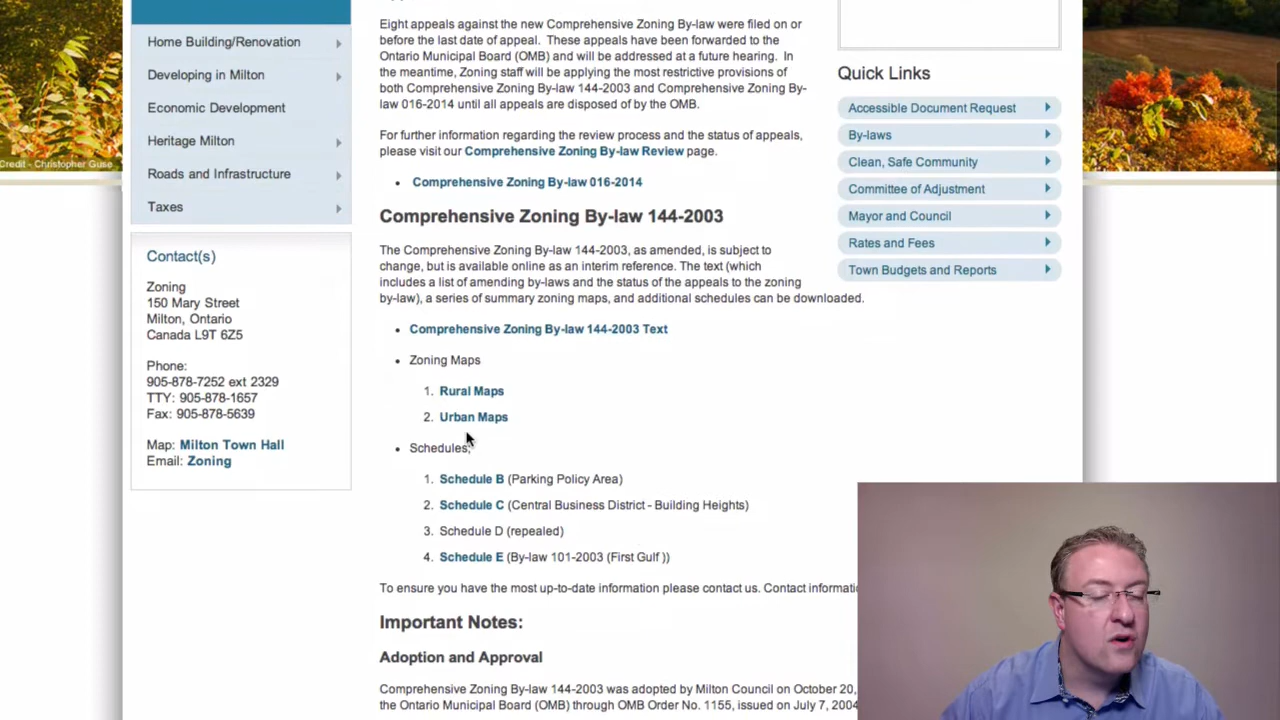 Home Building/Renovation
Developing in Milton
Economic Development
Heritage Milton
Roads and Infrastructure
Taxes
Credit - Christopher Guse
Contact(s)
Zoning
150 Mary Street
Milton, Ontario
Canada L9T 6Z5
Phone:
905-878-7252 ext 2329
TTY: 905-878-1657
Fax: 905-878-5639
Map: Milton Town Hall
Email: Zoning
Eight appeals against the new Comprehensive Zoning By-law were filed on or
before the last date of appeal. These appeals have been forwarded to the
Ontario Municipal Board (OMB) and will be addressed at a future hearing. In
the meantime, Zoning staff will be applying the most restrictive provisions of
both Comprehensive Zoning By-law 144-2003 and Comprehensive Zoning By-
law 016-2014 until all appeals are disposed of by the OMB.
For further information regarding the review process and the status of appeals,
please visit our Comprehensive Zoning By-law Review page.
• Comprehensive Zoning By-law 016-2014
Comprehensive Zoning By-law 144-2003
The Comprehensive Zoning By-law 144-2003, as amended, is subject to
change, but is available online as an interim reference. The text (which
includes a list of amending by-laws and the status of the appeals to the zoning
by-law), a series of summary zoning maps, and additional schedules can be downloaded.
• Comprehensive Zoning By-law 144-2003 Text
• Zoning Maps
1. Rural Maps
2. Urban Maps
• Schedules;
1. Schedule B (Parking Policy Area)
2. Schedule C (Central Business District - Building Heights)
3. Schedule D (repealed)
4. Schedule E (By-law 101-2003 (First Gulf ))
To ensure you have the most up-to-date information please contact us. Contact
Important Notes:
Adoption and Approval
Comprehensive Zoning By-law 144-2003 was adopted by Milton Council on October 20,
the Ontario Municipal Board (OMB) through OMB Order No. 1155, issued on July 7, 2004
Quick Links
Accessible Document Request
By-laws
Clean, Safe Community
Committee of Adjustment
Mayor and Council
Rates and Fees
Town Budgets and Reports